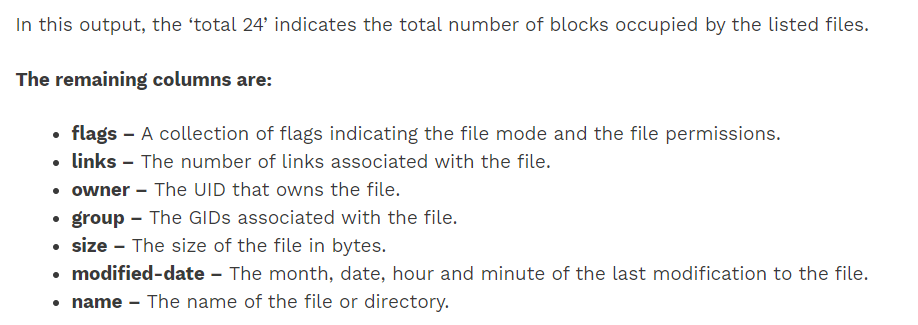 In this output, the ‘total 24’ indicates the total number of blocks occupied by the listed files.
The remaining columns are:
• flags – A collection of flags indicating the file mode and the file permissions.
• links – The number of links associated with the file.
• owner – The UID that owns the file.
• group – The GIDs associated with the file.
• size – The size of the file in bytes.
• modified-date – The month, date, hour and minute of the last modification to the file.
• name – The name of the file or directory.